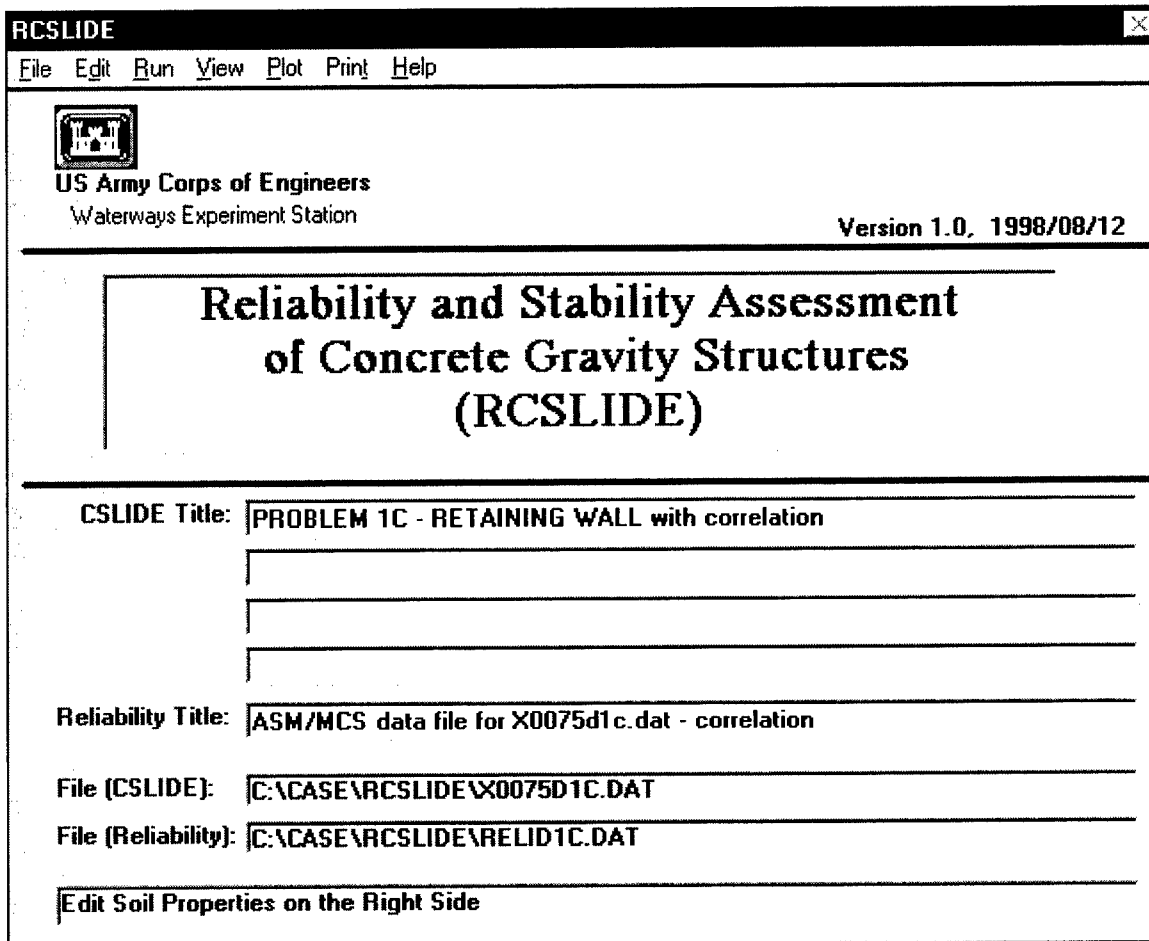 RCSLIDE
File Edit Run View Plot Print Help
US Army Corps of Engineers
Waterways Experiment Station
Version 1.0, 1998/08/12
Reliability and Stability Assessment
of Concrete Gravity Structures
(RCSLIDE)
CSLIDE Title: PROBLEM 1C - RETAINING WALL with correlation
Reliability Title: ASM/MCS data file for X0075d1c.dat - correlation
File (CSLIDE): C:\CASE\RCSLIDE\X0075D1C.DAT
File (Reliability): C:\CASE\RCSLIDE\RELID1C.DAT
Edit Soil Properties on the Right Side